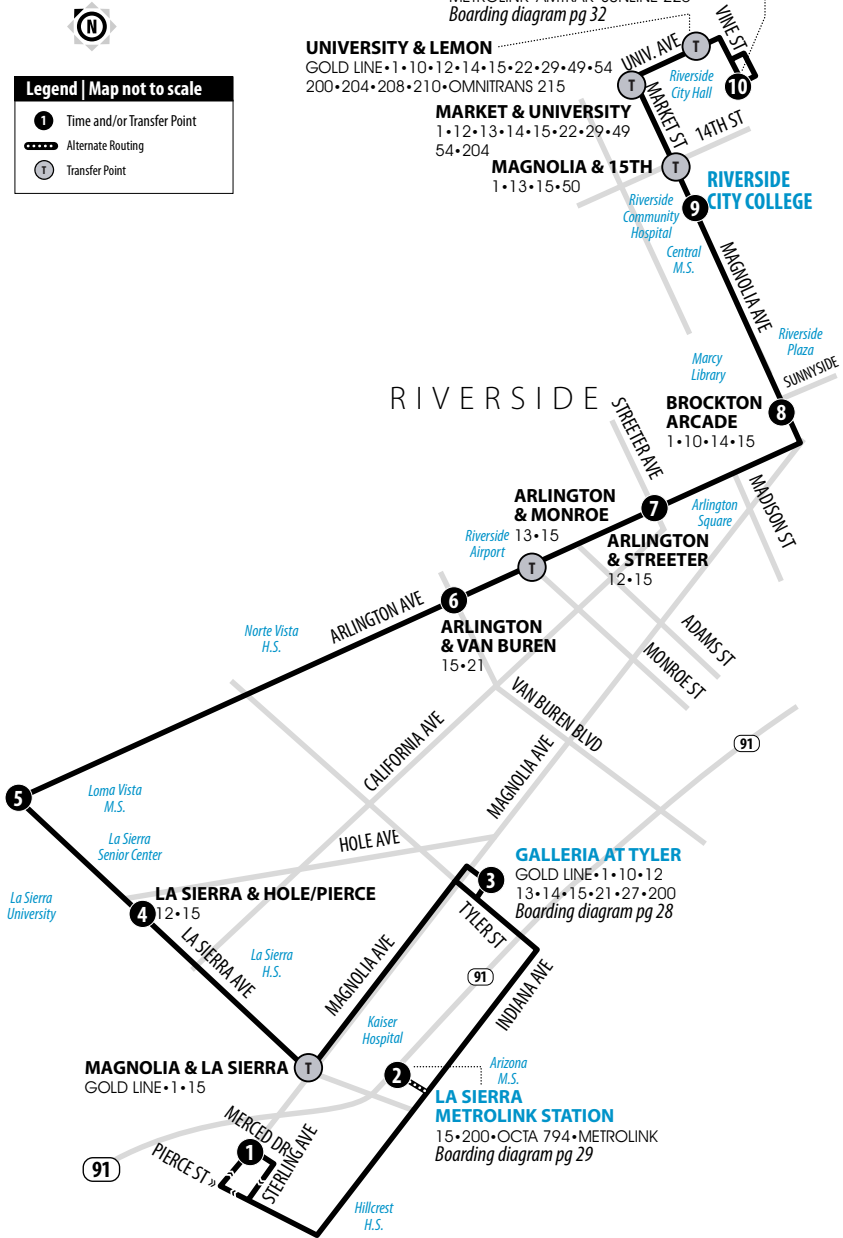 Boarding diagram pg 32
N
Legend | Map not to scale
1 Time and/or Transfer Point
Alternate Routing
T Transfer Point
UNIVERSITY & LEMON
GOLD LINE•1•10•12•14•15•22•29•49•54
200•204•208•210•OMNITRANS 215
UNIV. AVE
T
VINE ST
T
Riverside
City Hall
10
MARKET & UNIVERSITY
1•12•13•14•15•22•29•49
54•204
MARKET ST
14TH ST
MAGNOLIA & 15TH
1•13•15•50
T
RIVERSIDE
CITY COLLEGE
9
Riverside
Community
Hospital
Central
M.S.
MAGNOLIA AVE
Riverside
Plaza
Marcy
Library
SUNNYSIDE
RIVERSIDE
BROCKTON
ARCADE
1•10•14•15
8
STREETER AVE
MADISON ST
ARLINGTON
& MONROE
13•15
7
Arlington
Square
Riverside
Airport
T
ARLINGTON
& STREETER
12•15
6
ARLINGTON AVE
ARLINGTON
& VAN BUREN
15•21
Norte Vista
H.S.
ADAMS ST
MONROE ST
VAN BUREN BLVD
CALIFORNIA AVE
MAGNOLIA AVE
91
5
Loma Vista
M.S.
La Sierra
Senior Center
HOLE AVE
GALLERIA AT TYLER
GOLD LINE•1•10•12
13•14•15•21•27•200
Boarding diagram pg 28
3
La Sierra
University
LA SIERRA & HOLE/PIERCE
12•15
4
TYLER ST
LA SIERRA AVE
La Sierra
H.S.
MAGNOLIA AVE
91
INDIANA AVE
Kaiser
Hospital
MAGNOLIA & LA SIERRA
GOLD LINE•1•15
T
2
Arizona
M.S.
LA SIERRA
METROLINK STATION
15•200•OCTA 794•METROLINK
Boarding diagram pg 29
MERCED DR
1
STERLING AVE
PIERCE ST »
91
Hillcrest
H.S.